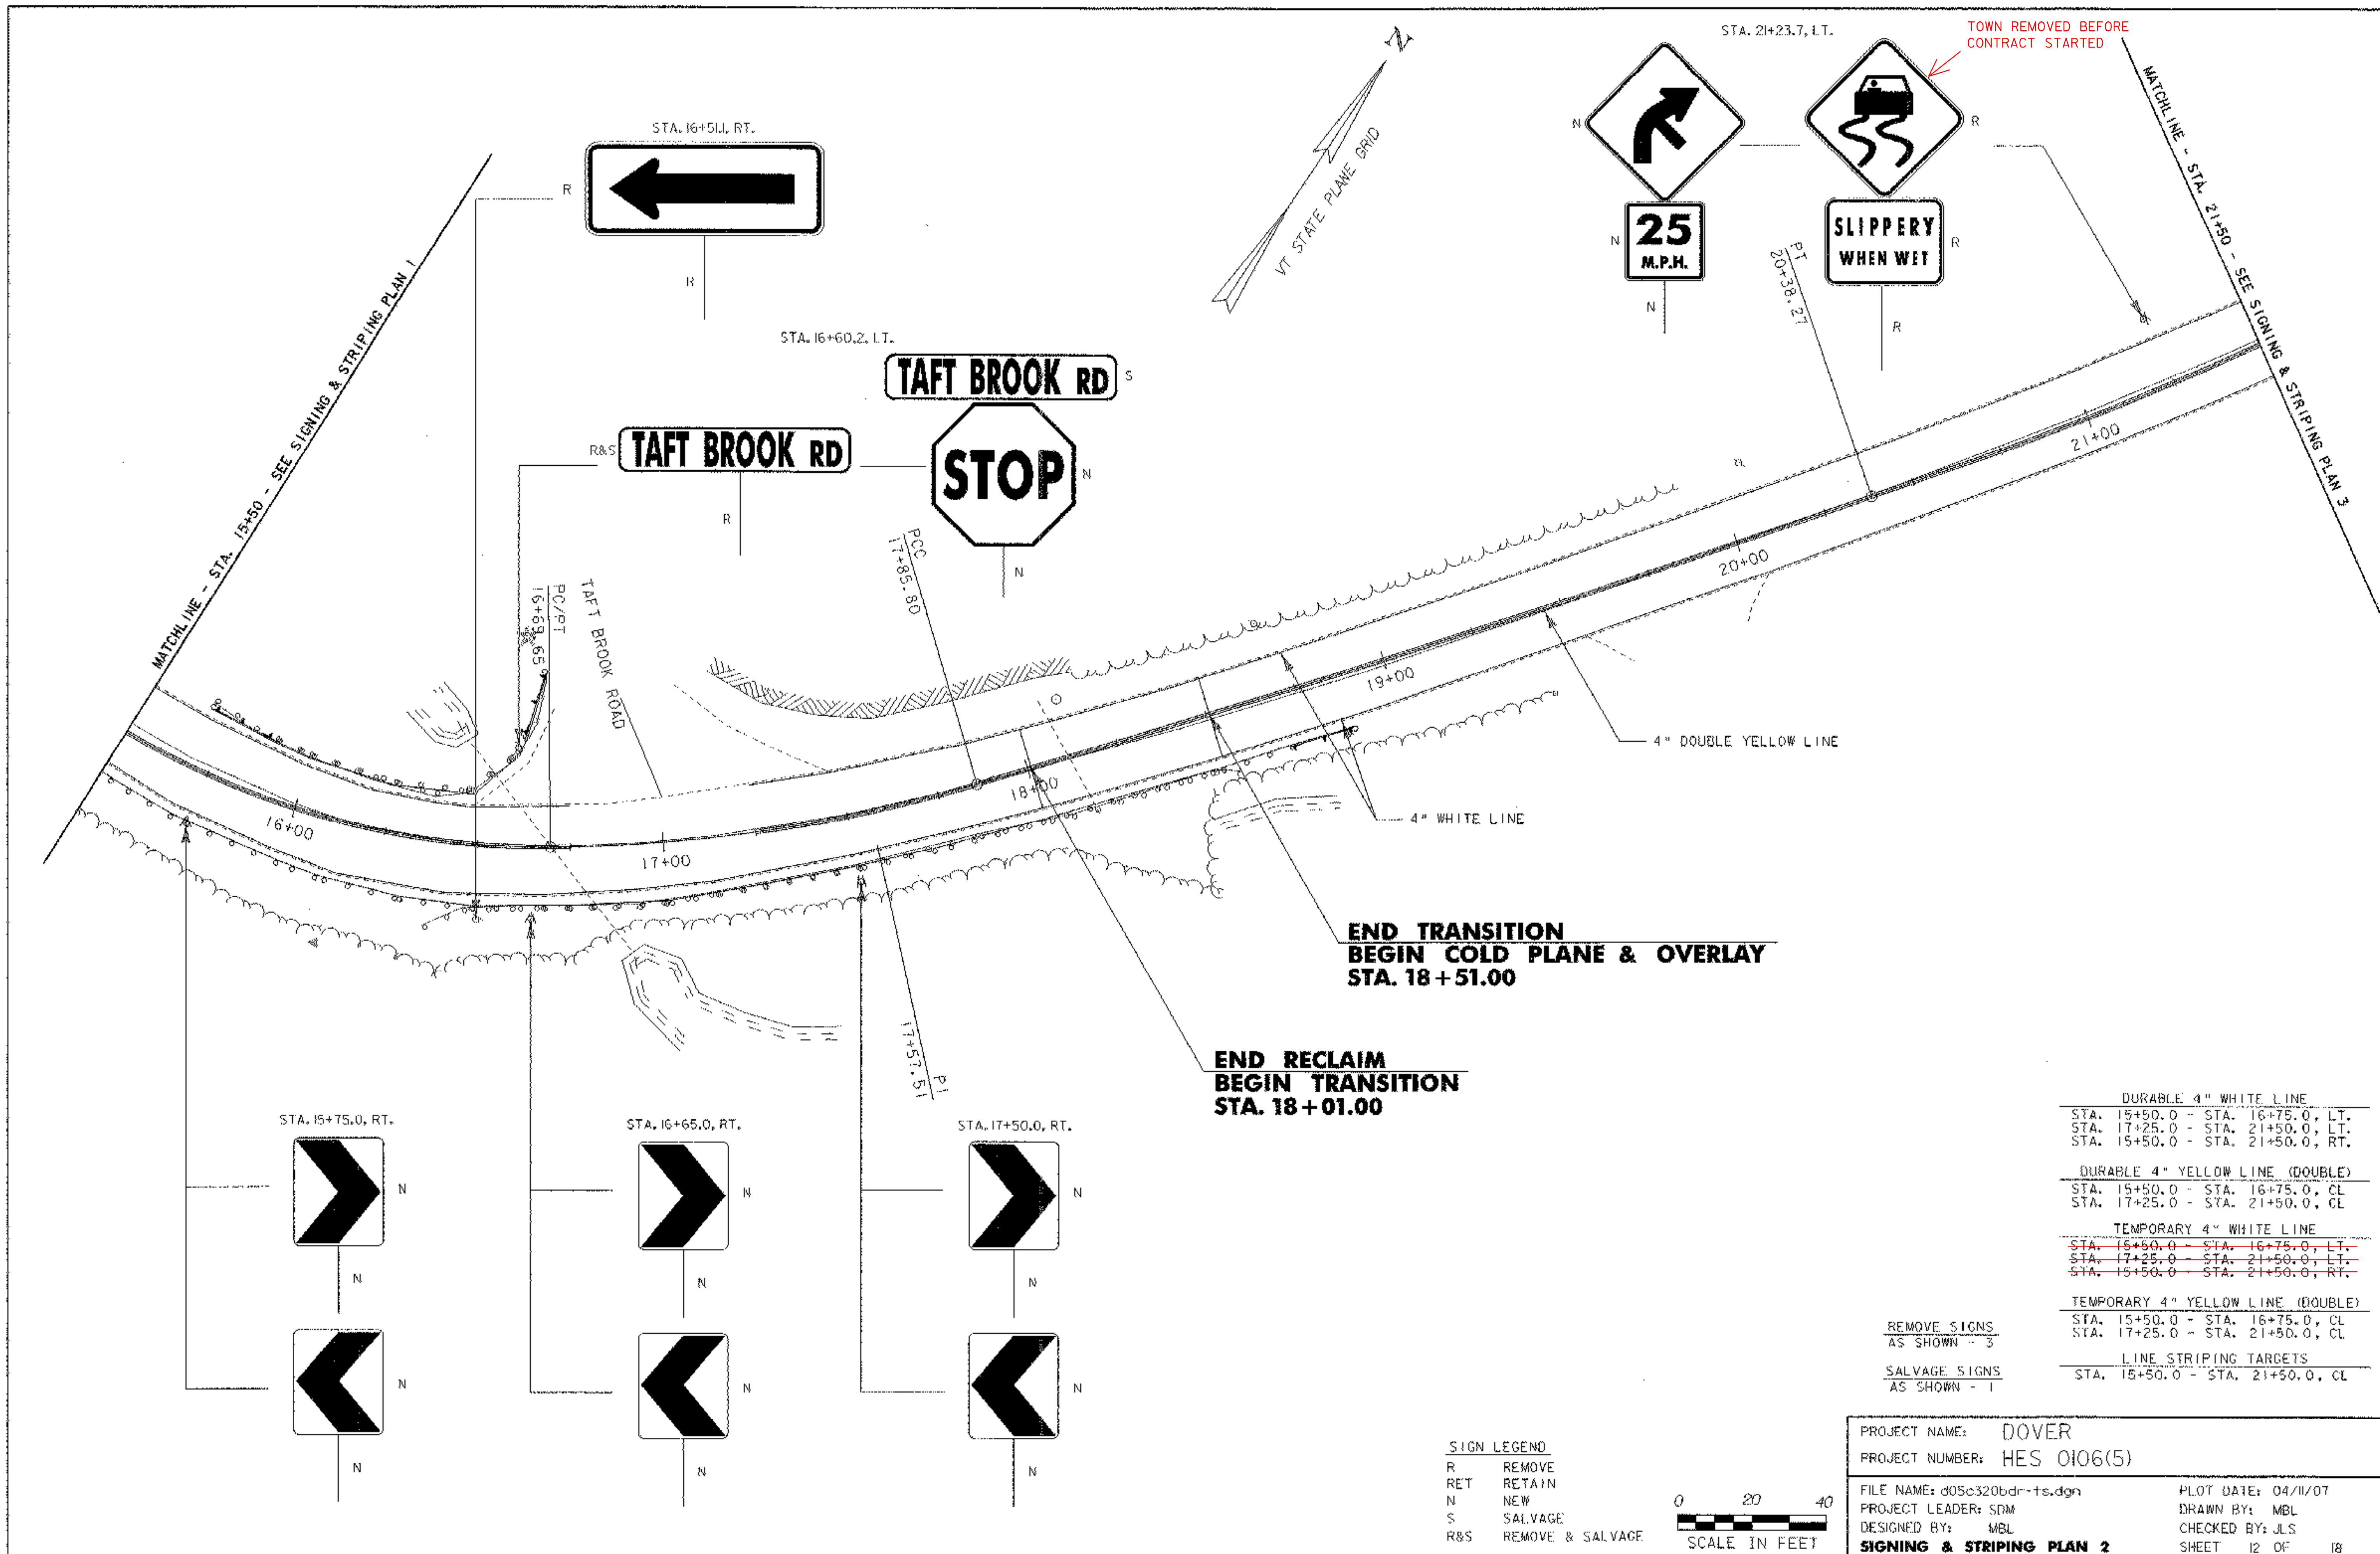 STA. 21+23.7, LT.
TOWN REMOVED BEFORE
CONTRACT STARTED
N
STA. 16+51.1, RT.
R
R
VT STATE PLANE GRID
N
R
25
M.P.H.
N
N
SLIPPERY
WHEN WET
R
R
MATCHLINE - STA. 21+50 - SEE SIGNING & STRIPING PLAN 3
MATCHLINE - STA. 15+50 - SEE SIGNING & STRIPING PLAN 1
STA. 16+60.2, LT.
TAFT BROOK RD
S
R&S
TAFT BROOK RD
R
STOP
N
N
PT
20+38.27
PCC
17+85.80
PC/PT
16+69.65
TAFT BROOK ROAD
16+00
17+00
18+00
19+00
20+00
21+00
4" DOUBLE YELLOW LINE
4" WHITE LINE
END TRANSITION
BEGIN COLD PLANE & OVERLAY
STA. 18+51.00
PI
17+57.51
END RECLAIM
BEGIN TRANSITION
STA. 18+01.00
STA. 15+75.0, RT.
N
N
N
N
STA. 16+65.0, RT.
N
N
N
N
STA. 17+50.0, RT.
N
N
N
N
DURABLE 4" WHITE LINE
STA. 15+50.0 - STA. 16+75.0, LT.
STA. 17+25.0 - STA. 21+50.0, LT.
STA. 15+50.0 - STA. 21+50.0, RT.
DURABLE 4" YELLOW LINE (DOUBLE)
STA. 15+50.0 - STA. 16+75.0, CL
STA. 17+25.0 - STA. 21+50.0, CL
TEMPORARY 4" WHITE LINE
STA. 15+50.0 - STA. 16+75.0, LT.
STA. 17+25.0 - STA. 21+50.0, LT.
STA. 15+50.0 - STA. 21+50.0, RT.
TEMPORARY 4" YELLOW LINE (DOUBLE)
STA. 15+50.0 - STA. 16+75.0, CL
STA. 17+25.0 - STA. 21+50.0, CL
LINE STRIPING TARGETS
STA. 15+50.0 - STA. 21+50.0, CL
REMOVE SIGNS
AS SHOWN - 3
SALVAGE SIGNS
AS SHOWN - 1
SIGN LEGEND
R REMOVE
RET RETAIN
N NEW
S SALVAGE
R&S REMOVE & SALVAGE
0 20 40
SCALE IN FEET
PROJECT NAME: DOVER
PROJECT NUMBER: HES 0106(5)
FILE NAME: d05c320bdr-ts.dgn PLOT DATE: 04/11/07
PROJECT LEADER: SDM DRAWN BY: MBL
DESIGNED BY: MBL CHECKED BY: JLS
SIGNING & STRIPING PLAN 2 SHEET 12 OF 18